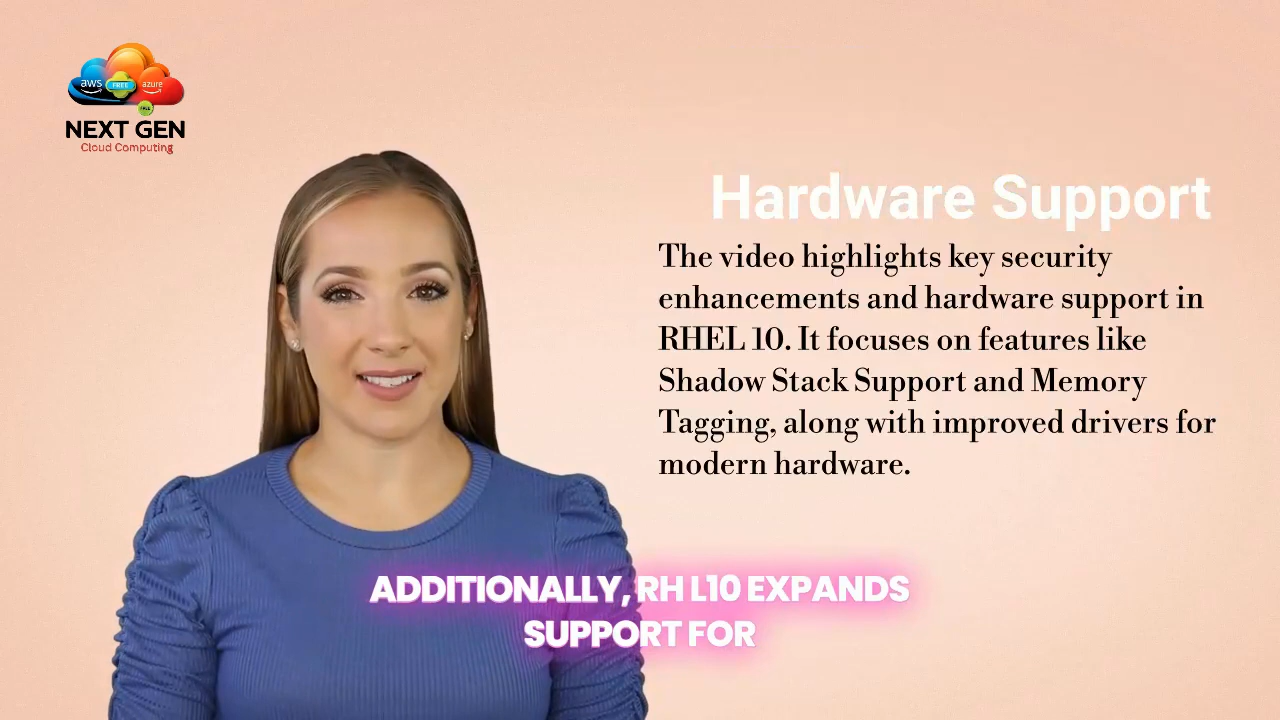 aws
FREE
azure
FREE
NEXT GEN
Cloud Computing
Hardware Support
The video highlights key security
enhancements and hardware support in
RHEL 10. It focuses on features like
Shadow Stack Support and Memory
Tagging, along with improved drivers for
modern hardware.
ADDITIONALLY, RH L10 EXPANDS
SUPPORT FOR